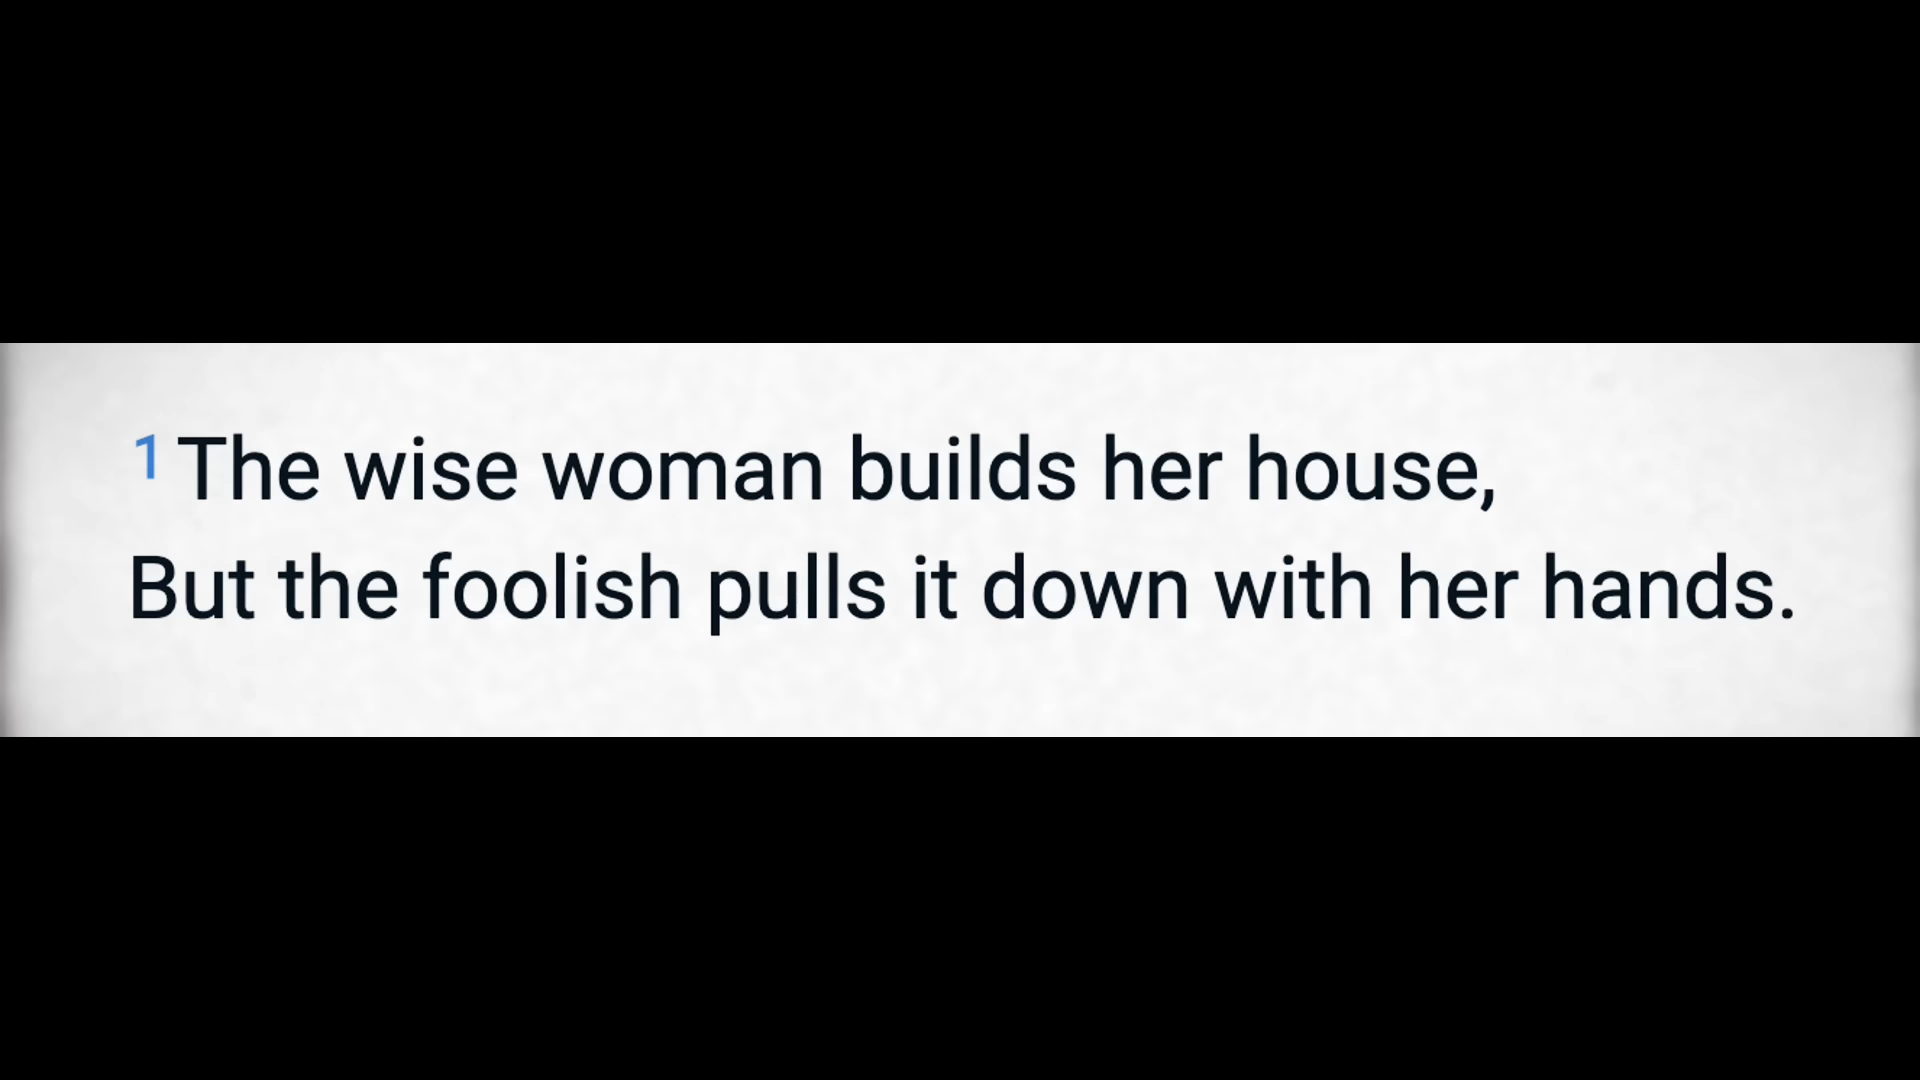 1 The wise woman builds her house,
But the foolish pulls it down with her hands.